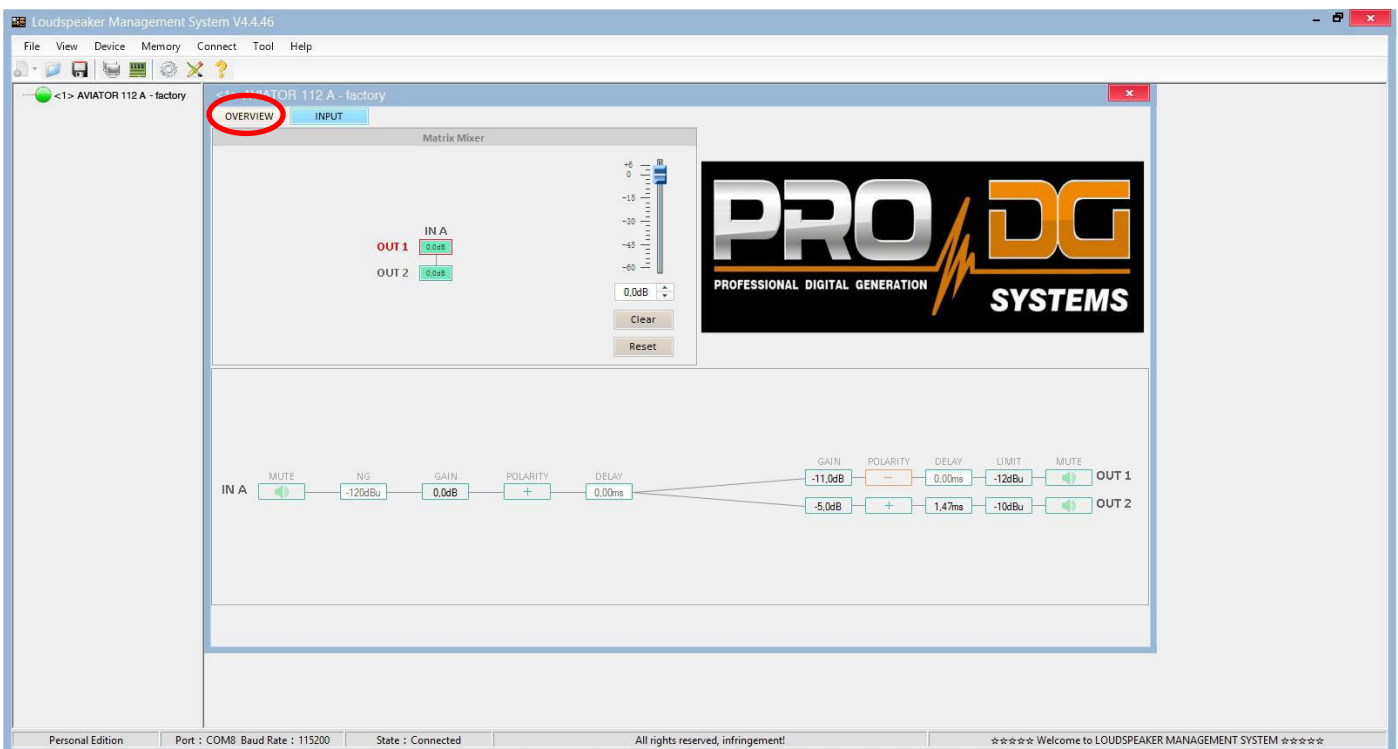 Loudspeaker Management System V4.4.46
File View Device Memory Connect Tool Help
<1> AVIATOR 112 A - factory
<1> AVIATOR 112 A - factory
OVERVIEW INPUT
Matrix Mixer
+6
0
-15
-30
-45
-60
IN A
OUT 1 0,0dB
OUT 2 0,0dB
0,0dB
Clear
Reset
PRO DG
PROFESSIONAL DIGITAL GENERATION
SYSTEMS
MUTE NG GAIN POLARITY DELAY
IN A -120dBu 0,0dB + 0,00ms
GAIN POLARITY DELAY LIMIT MUTE
-11,0dB - 0,00ms -12dBu OUT 1
-5,0dB + 1,47ms -10dBu OUT 2
Personal Edition Port : COM8 Baud Rate : 115200 State : Connected All rights reserved, infringement! ☆☆☆☆☆ Welcome to LOUDSPEAKER MANAGEMENT SYSTEM ☆☆☆☆☆